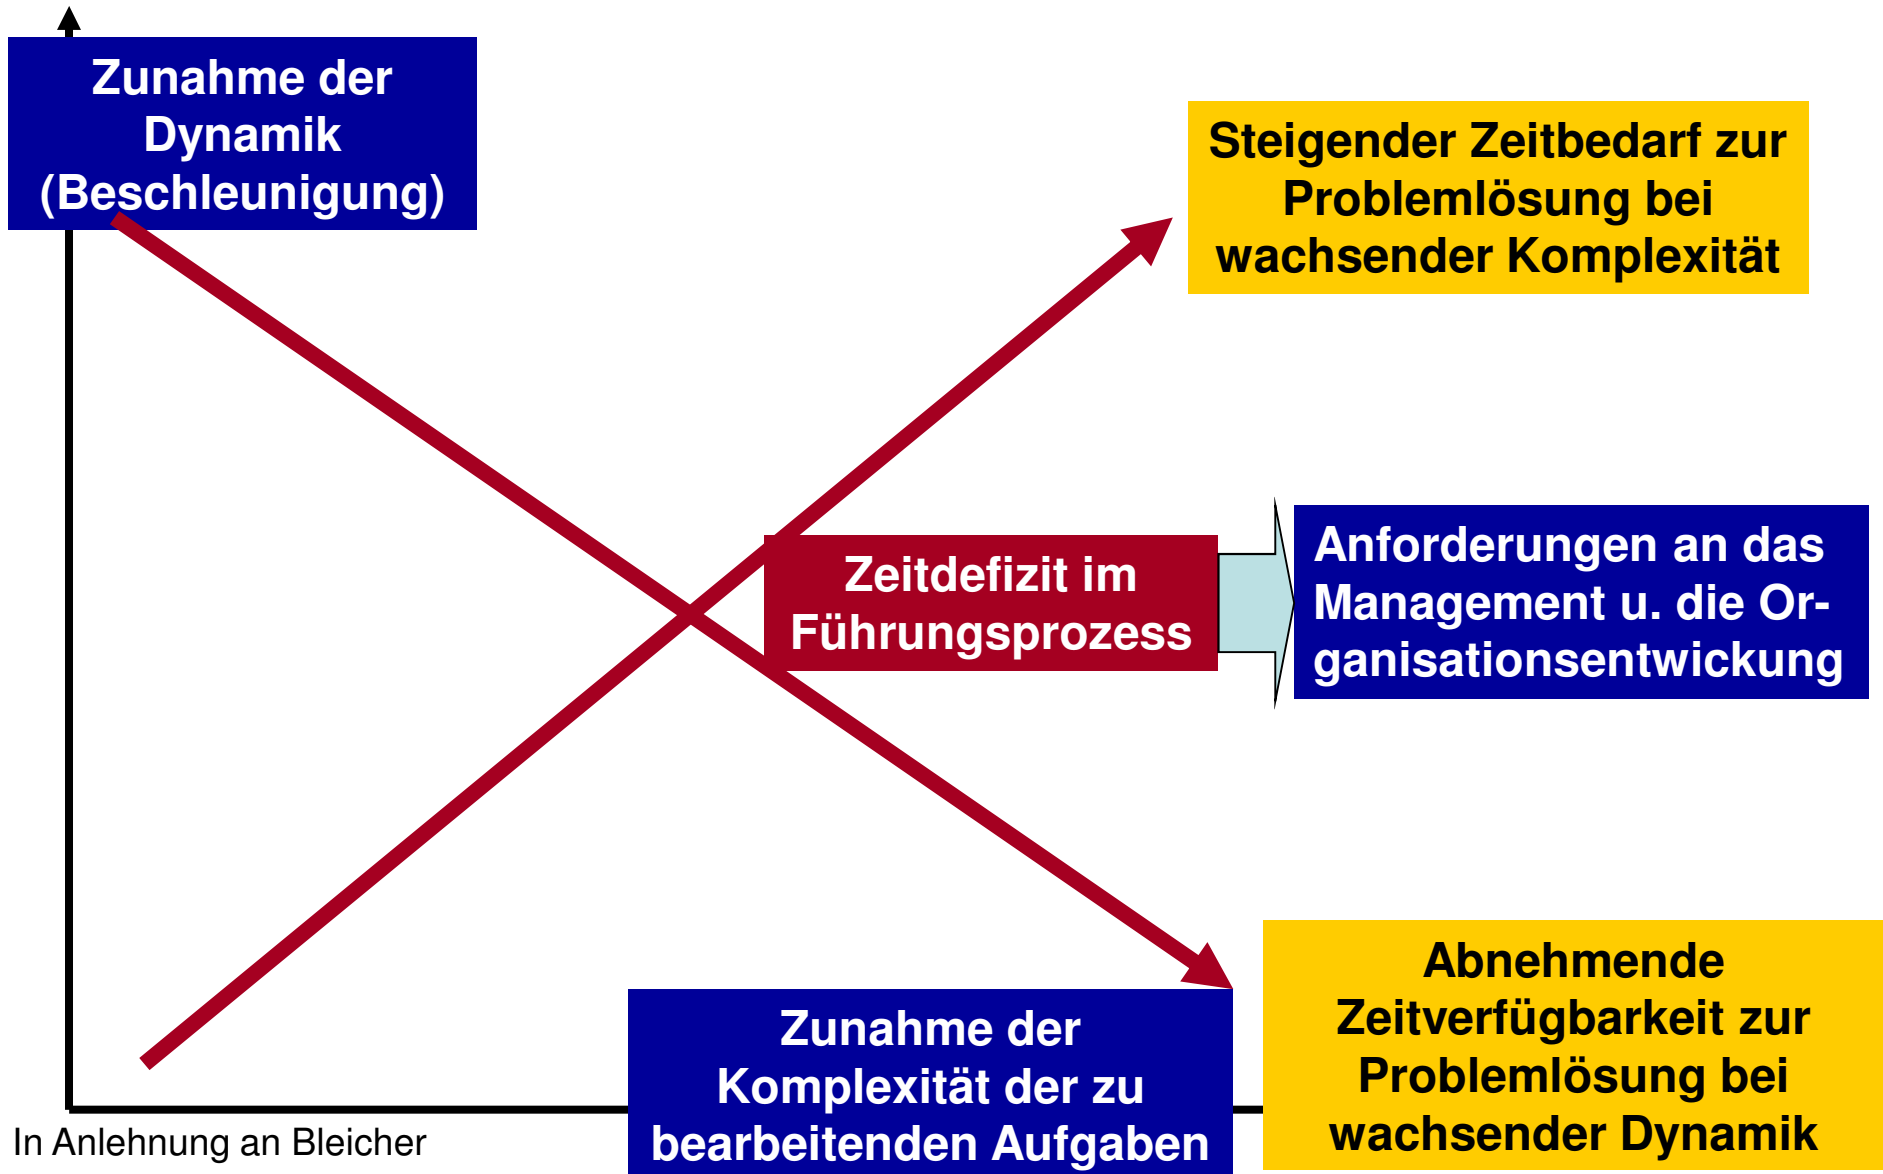 Zunahme der
Dynamik
(Beschleunigung)
Steigender Zeitbedarf zur
Problemlösung bei
wachsender Komplexität
Zeitdefizit im
Führungsprozess
Anforderungen an das
Management u. die Or-
ganisationsentwickung
Abnehmende
Zeitverfügbarkeit zur
Problemlösung bei
wachsender Dynamik
Zunahme der
Komplexität der zu
bearbeitenden Aufgaben
In Anlehnung an Bleicher